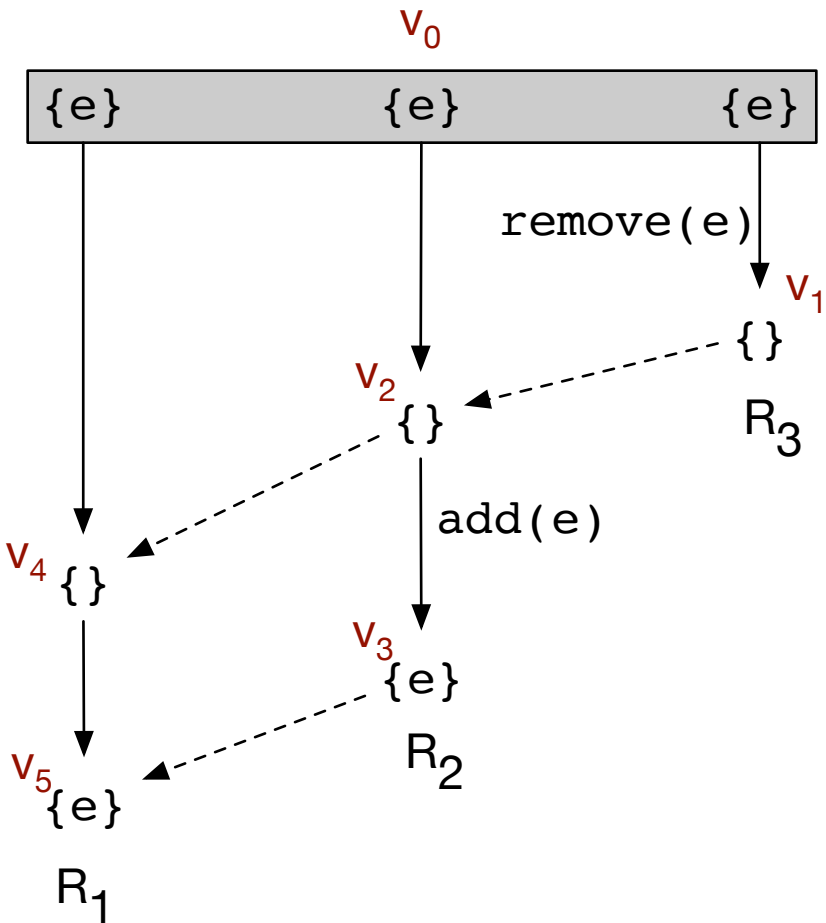 v0
{e} {e} {e}
remove(e)
v1
{}
R3
v2
{}
add(e)
v4
{}
v3
{e}
R2
v5
{e}
R1